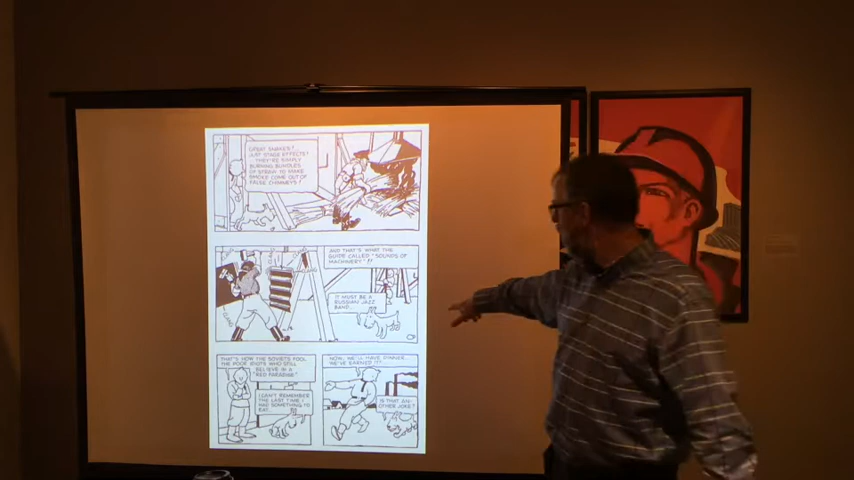 GREAT SNAKES!
JUST STAGE EFFECTS!
THEY'RE SIMPLY
BURNING BUNDLES
OF STRAW TO MAKE
SMOKE COME OUT OF
FALSE CHIMNEYS!
AND THAT'S WHAT THE
GUIDE CALLED "SOUNDS OF
MACHINERY"!?
IT MUST BE A
RUSSIAN JAZZ
BAND.
THAT'S HOW THE SOVIETS FOOL
THE POOR IDIOTS WHO STILL
BELIEVE IN A
"RED PARADISE"
I CAN'T REMEMBER
THE LAST TIME I
HAD SOMETHING TO
EAT.
NOW, WE'LL HAVE DINNER.
WE'VE EARNED IT!
IS THAT AN-
OTHER JOKE?